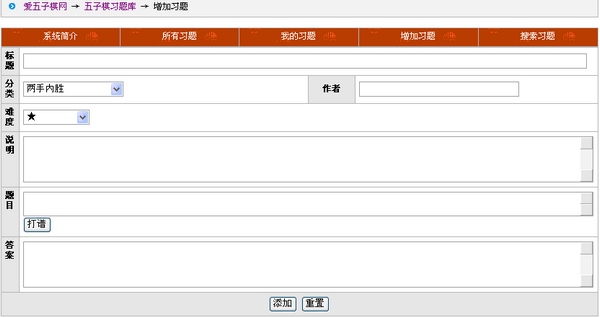 爱五子棋网 → 五子棋习题库 → 增加习题
系统简介 所有习题 我的习题 增加习题 搜索习题
标题
分类 两手内胜 作者
难度 ★
说明
题目
打谱
答案
添加 重置